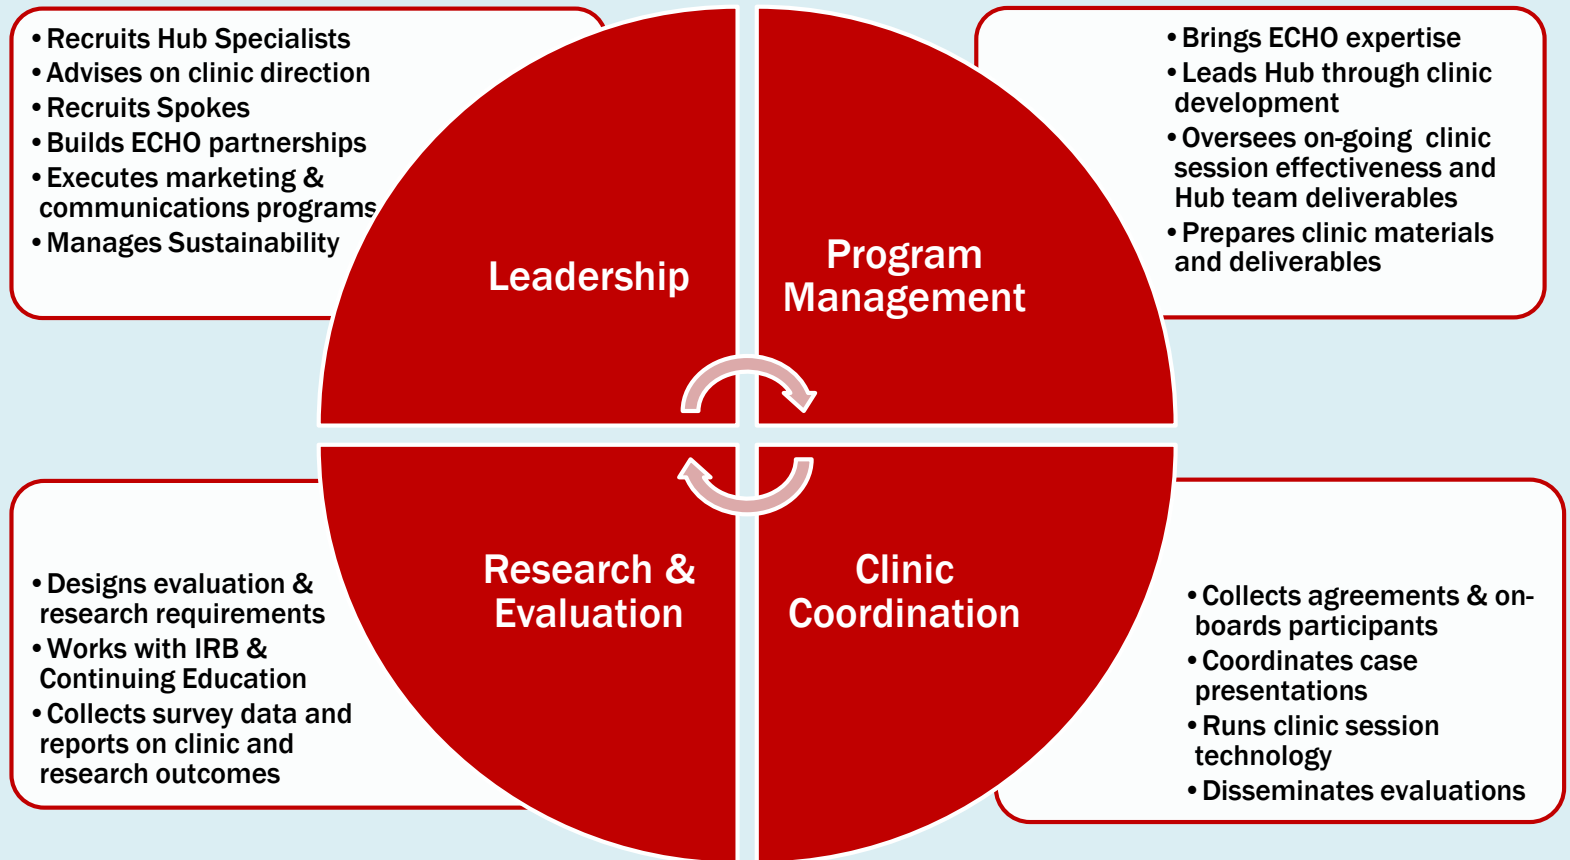 • Recruits Hub Specialists
• Advises on clinic direction
• Recruits Spokes
• Builds ECHO partnerships
• Executes marketing &
communications programs
• Manages Sustainability
Leadership
Program
Management
• Brings ECHO expertise
• Leads Hub through clinic
development
• Oversees on-going clinic
session effectiveness and
Hub team deliverables
• Prepares clinic materials
and deliverables
• Designs evaluation &
research requirements
• Works with IRB &
Continuing Education
• Collects survey data and
reports on clinic and
research outcomes
Research &
Evaluation
Clinic
Coordination
• Collects agreements & on-
boards participants
• Coordinates case
presentations
• Runs clinic session
technology
• Disseminates evaluations